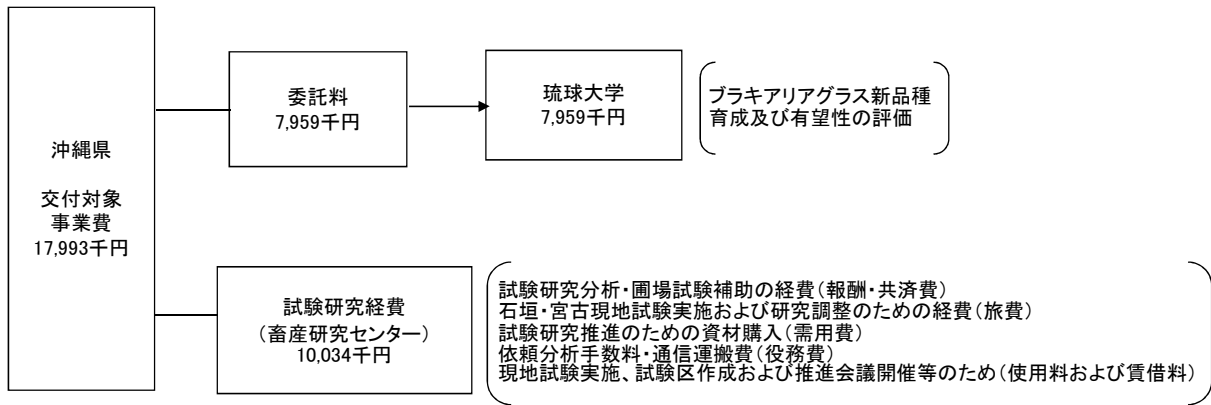 沖縄県
交付対象
事業費
17,993千円
委託料
7,959千円
琉球大学
7,959千円
ブラキアリアグラス新品種
育成及び有望性の評価
試験研究経費
（畜産研究センター）
10,034千円
試験研究分析・圃場試験補助の経費（報酬・共済費）
石垣・宮古現地試験実施および研究調整のための経費（旅費）
試験研究推進のための資材購入（需用費）
依頼分析手数料・通信運搬費（役務費）
現地試験実施、試験区作成および推進会議開催等のため（使用料および賃借料）